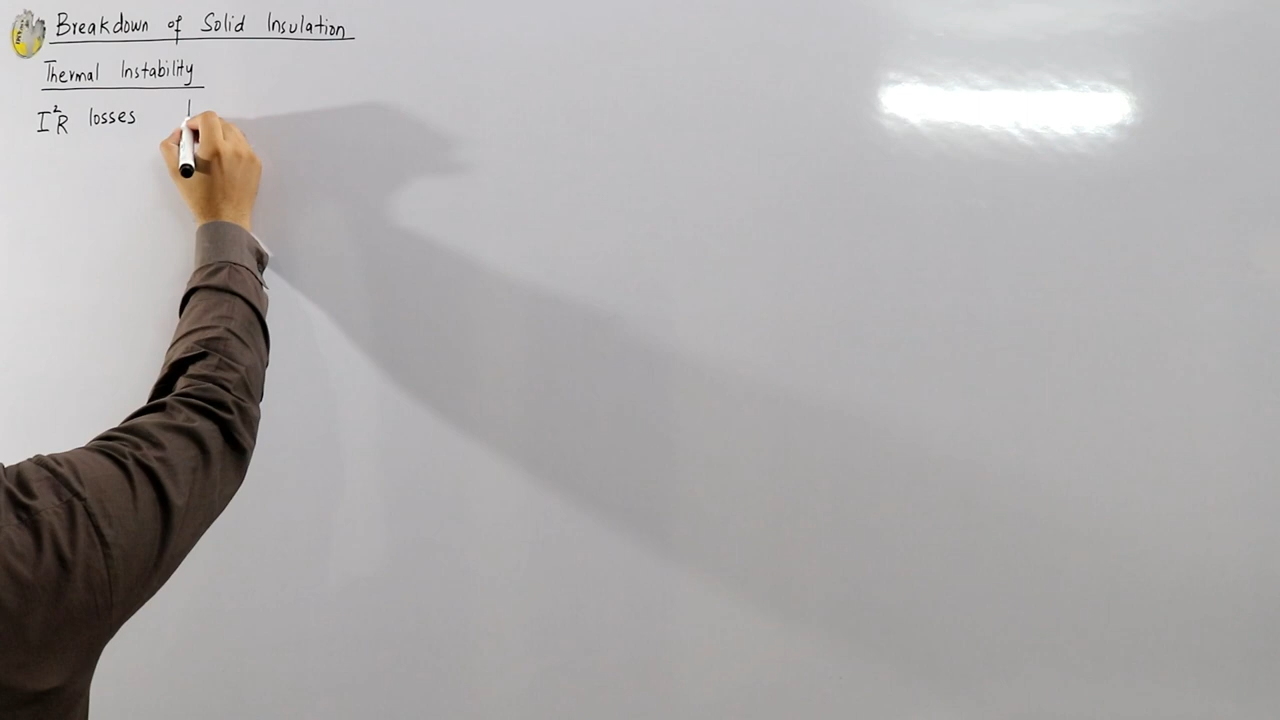 Breakdown of Solid Insulation
Thermal Instability
I²R losses